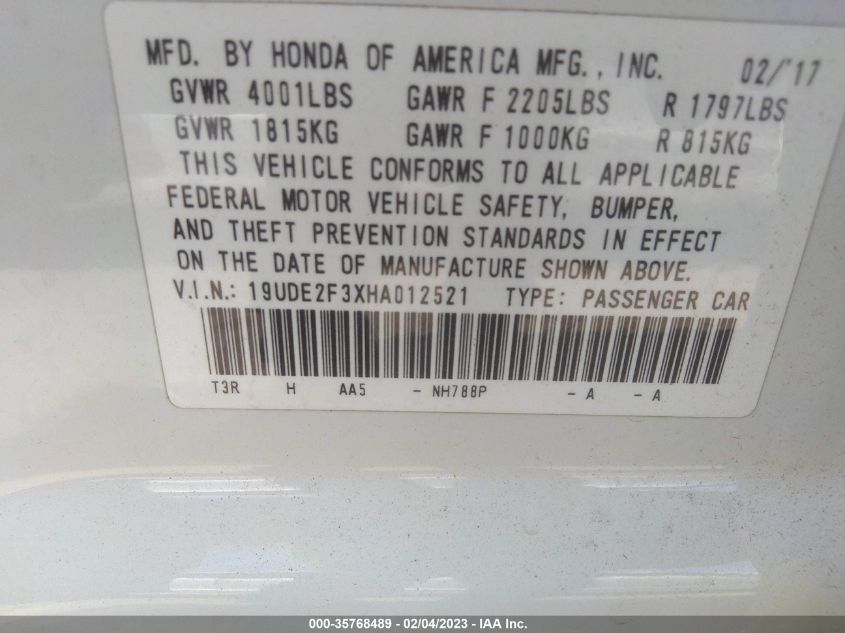 MFD. BY HONDA OF AMERICA MFG., INC. 02/'17
GVWR 4001LBS GAWR F 2205LBS R 1797LBS
GVWR 1815KG GAWR F 1000KG R 815KG
THIS VEHICLE CONFORMS TO ALL APPLICABLE
FEDERAL MOTOR VEHICLE SAFETY, BUMPER,
AND THEFT PREVENTION STANDARDS IN EFFECT
ON THE DATE OF MANUFACTURE SHOWN ABOVE.
V.I.N.: 19UDE2F3XHA012521 TYPE: PASSENGER CAR
T3R H AA5 - NH788P - A - A
000-35768489 - 02/04/2023 - IAA Inc.